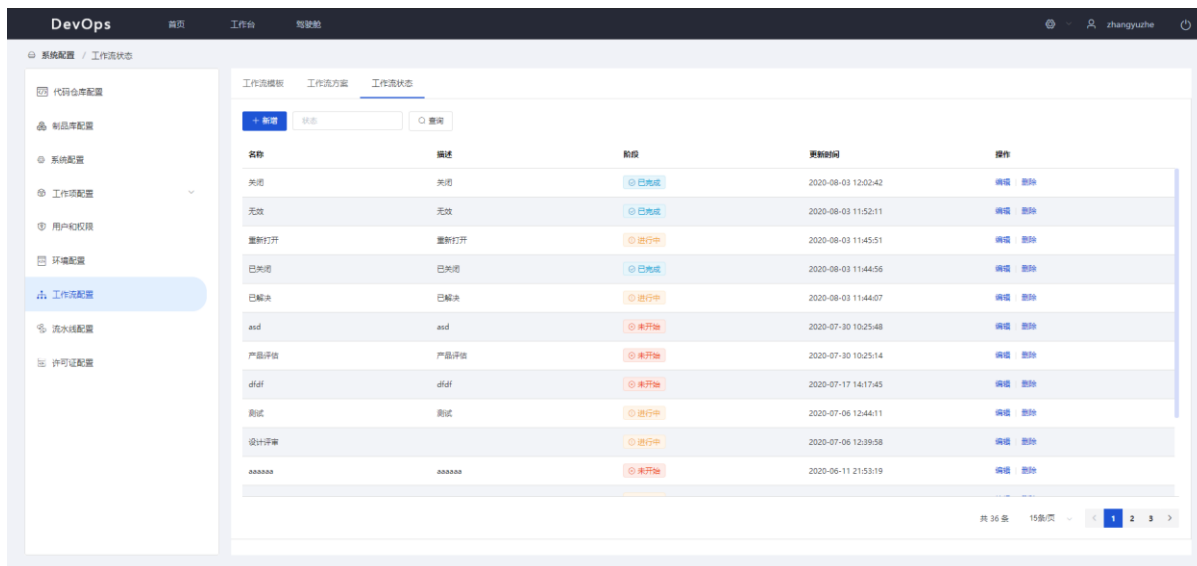 DevOps 首页 工作台 驾驶舱 zhangyuzhe
系统配置 / 工作流状态
代码仓库配置
制品库配置
系统配置
工作项配置
用户和权限
环境配置
工作流配置
流水线配置
许可证配置
工作流模板 工作流方案 工作流状态
+ 新增 状态 查询
名称 描述 阶段 更新时间 操作
关闭 关闭 已完成 2020-08-03 12:02:42 编辑 删除
无效 无效 已完成 2020-08-03 11:52:11 编辑 删除
重新打开 重新打开 进行中 2020-08-03 11:45:51 编辑 删除
已关闭 已关闭 已完成 2020-08-03 11:44:56 编辑 删除
已解决 已解决 进行中 2020-08-03 11:44:07 编辑 删除
asd asd 未开始 2020-07-30 10:25:48 编辑 删除
产品评估 产品评估 未开始 2020-07-30 10:25:14 编辑 删除
dfdf dfdf 未开始 2020-07-17 14:17:45 编辑 删除
测试 测试 进行中 2020-07-06 12:44:11 编辑 删除
设计评审 进行中 2020-07-06 12:39:58 编辑 删除
aaaaaa aaaaaa 未开始 2020-06-11 21:53:19 编辑 删除
共 36 条 15条/页 < 1 2 3 >